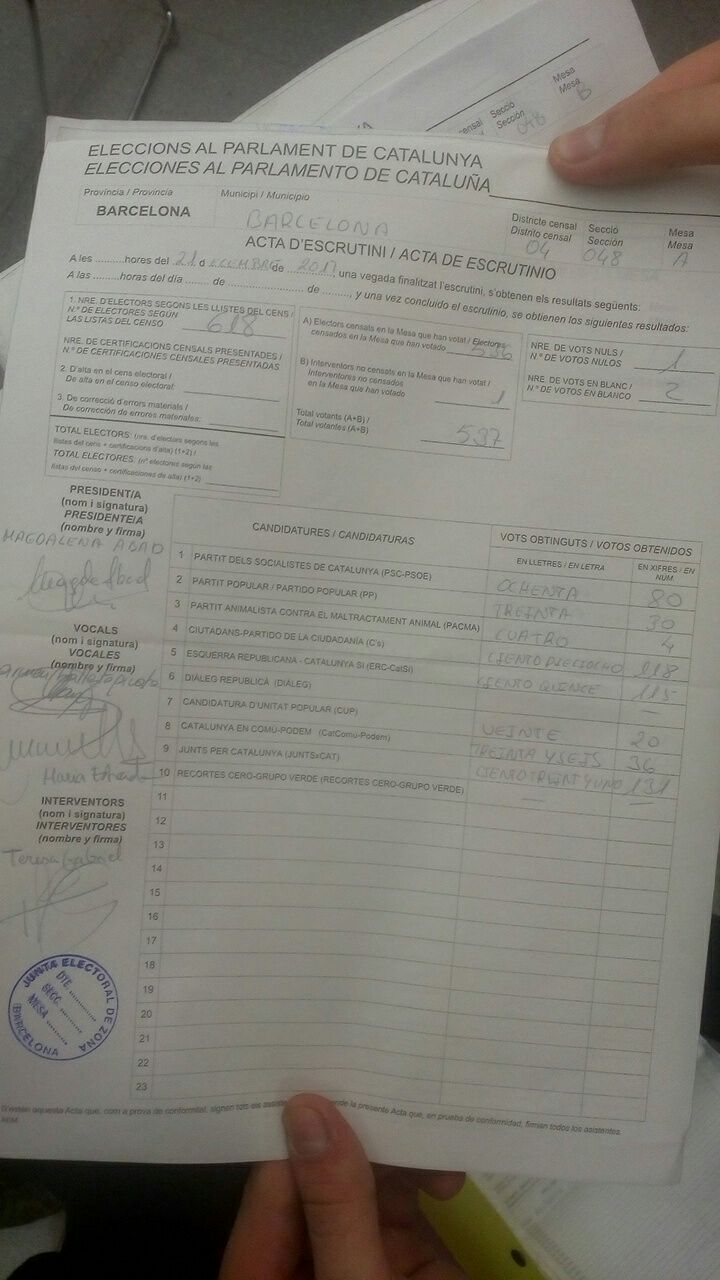 Mesa
Mesa
B
Secció
Sección
048
ELECCIONS AL PARLAMENT DE CATALUNYA
ELECCIONES AL PARLAMENTO DE CATALUÑA
Província / Provincia
BARCELONA
Municipi / Municipio
BARCELONA
Districte censal
Distrito censal
04
Secció
Sección
048
Mesa
Mesa
A
ACTA D'ESCRUTINI / ACTA DE ESCRUTINIO
A les ..........hores del 21 d ECEMBRE de 2017, una vegada finalitzat l'escrutini, s'obtenen els resultats següents:
A las ..........horas del día ....... de ....................... de ........, y una vez concluido el escrutinio, se obtienen los siguientes resultados:
1. NRE. D'ELECTORS SEGONS LES LLISTES DEL CENS /
N.º DE ELECTORES SEGÚN
LAS LISTAS DEL CENSO
618
NRE. DE CERTIFICACIONS CENSALS PRESENTADES /
N.º DE CERTIFICACIONES CENSALES PRESENTADAS
2. D'alta en el cens electoral /
De alta en el censo electoral
3. De correcció d'errors materials /
De corrección de errores materiales:
TOTAL ELECTORS: (nre. d'electors segons les
llistes del cens + certificacions d'alta) (1+2) /
TOTAL ELECTORES. (nº electores según las
listas del censo + certificaciones de alta) (1+2)
A) Electors censats en la Mesa que han votat / Electores
censados en la Mesa que han votado
536
B) Interventors no censats en la Mesa que han votat /
Interventores no censados
en la Mesa que han votado
1
Total votants (A+B) /
Total votantes (A+B)
537
NRE. DE VOTS NULS /
N.º DE VOTOS NULOS
1
NRE. DE VOTS EN BLANC /
N.º DE VOTOS EN BLANCO
2
PRESIDENT/A
(nom i signatura)
PRESIDENTE/A
(nombre y firma)
MAGDALENA ABAD
VOCALS
(nom i signatura)
VOCALES
(nombre y firma)
INTERVENTORS
(nom i signatura)
INTERVENTORES
(nombre y firma)
Teresa Gabriel
CANDIDATURES / CANDIDATURAS
VOTS OBTINGUTS / VOTOS OBTENIDOS
EN LLETRES / EN LETRA
EN XIFRES / EN NUM.
1 PARTIT DELS SOCIALISTES DE CATALUNYA (PSC-PSOE) OCHENTA 80
2 PARTIT POPULAR / PARTIDO POPULAR (PP) TREINTA 30
3 PARTIT ANIMALISTA CONTRA EL MALTRACTAMENT ANIMAL (PACMA) CUATRO 4
4 CIUTADANS-PARTIDO DE LA CIUDADANÍA (C's) CIENTO DIECIOCHO 118
5 ESQUERRA REPUBLICANA - CATALUNYA SÍ (ERC-CatSí) CIENTO QUINCE 115
6 DIÀLEG REPUBLICÀ (DIÀLEG) —
7 CANDIDATURA D'UNITAT POPULAR (CUP) VEINTE 20
8 CATALUNYA EN COMÚ-PODEM (CatComú-Podem) TREINTA Y SEIS 36
9 JUNTS PER CATALUNYA (JUNTSxCAT) CIENTO TREINTA Y UNO 131
10 RECORTES CERO-GRUPO VERDE (RECORTES CERO-GRUPO VERDE) — —
11
12
13
14
15
16
17
18
19
20
21
22
23
JUNTA ELECTORAL DE ZONA
DTE. ..........
SECC. ..........
MESA ..........
BARCELONA
aquesta Acta que, com a prova de conformitat, signen tots els la presente Acta que, en prueba de conformidad, firman todos los asistentes.